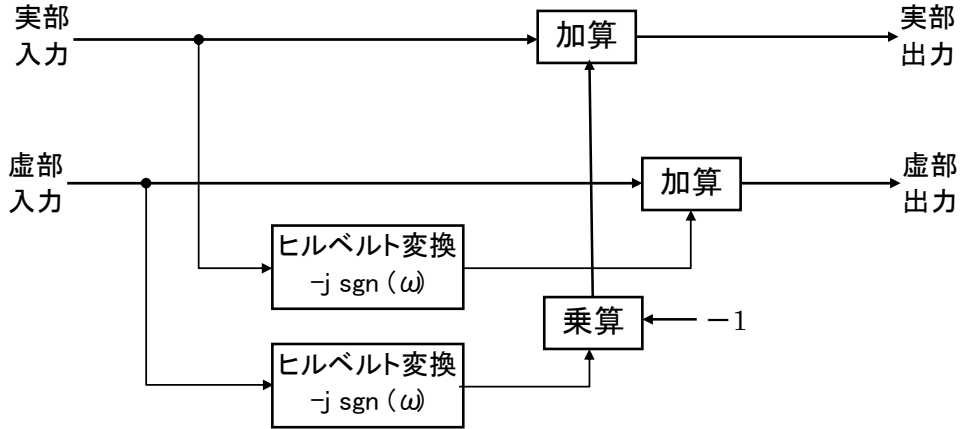 実部
入力
加算
実部
出力
虚部
入力
加算
虚部
出力
ヒルベルト変換
-j sgn (ω)
乗算
-1
ヒルベルト変換
-j sgn (ω)